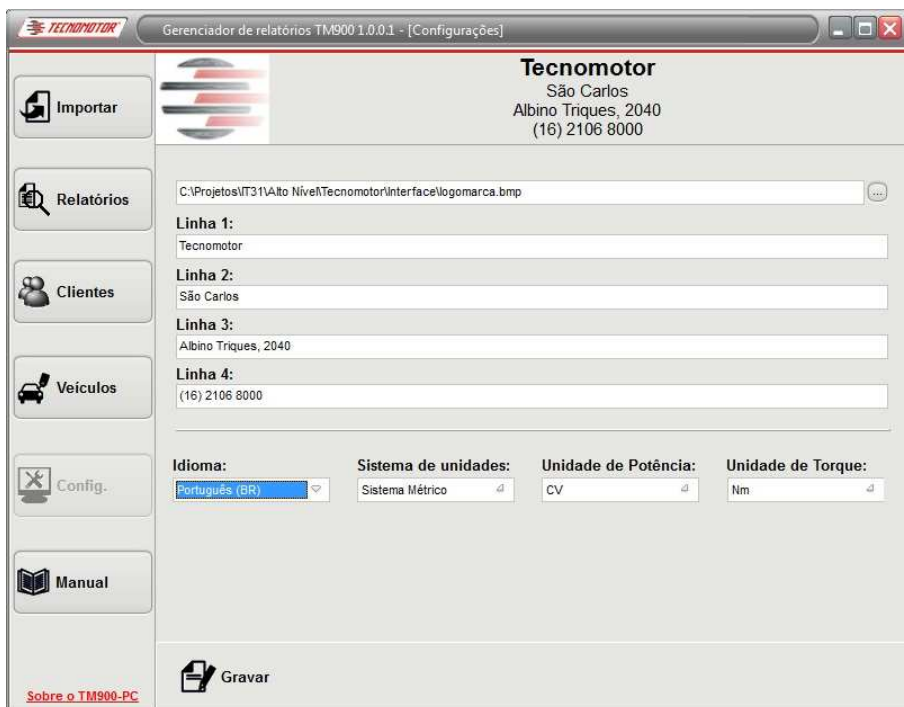 TECNOMOTOR
Gerenciador de relatórios TM900 1.0.0.1 - [Configurações]
Importar
Relatórios
Clientes
Veículos
Config.
Manual
Sobre o TM900-PC
Tecnomotor
São Carlos
Albino Triques, 2040
(16) 2106 8000
C:\Projetos\IT31\Alto Nível\Tecnomotor\Interface\logomarca.bmp
...
Linha 1:
Tecnomotor
Linha 2:
São Carlos
Linha 3:
Albino Triques, 2040
Linha 4:
(16) 2106 8000
Idioma: Sistema de unidades: Unidade de Potência: Unidade de Torque:
Português (BR) Sistema Métrico CV Nm
Gravar